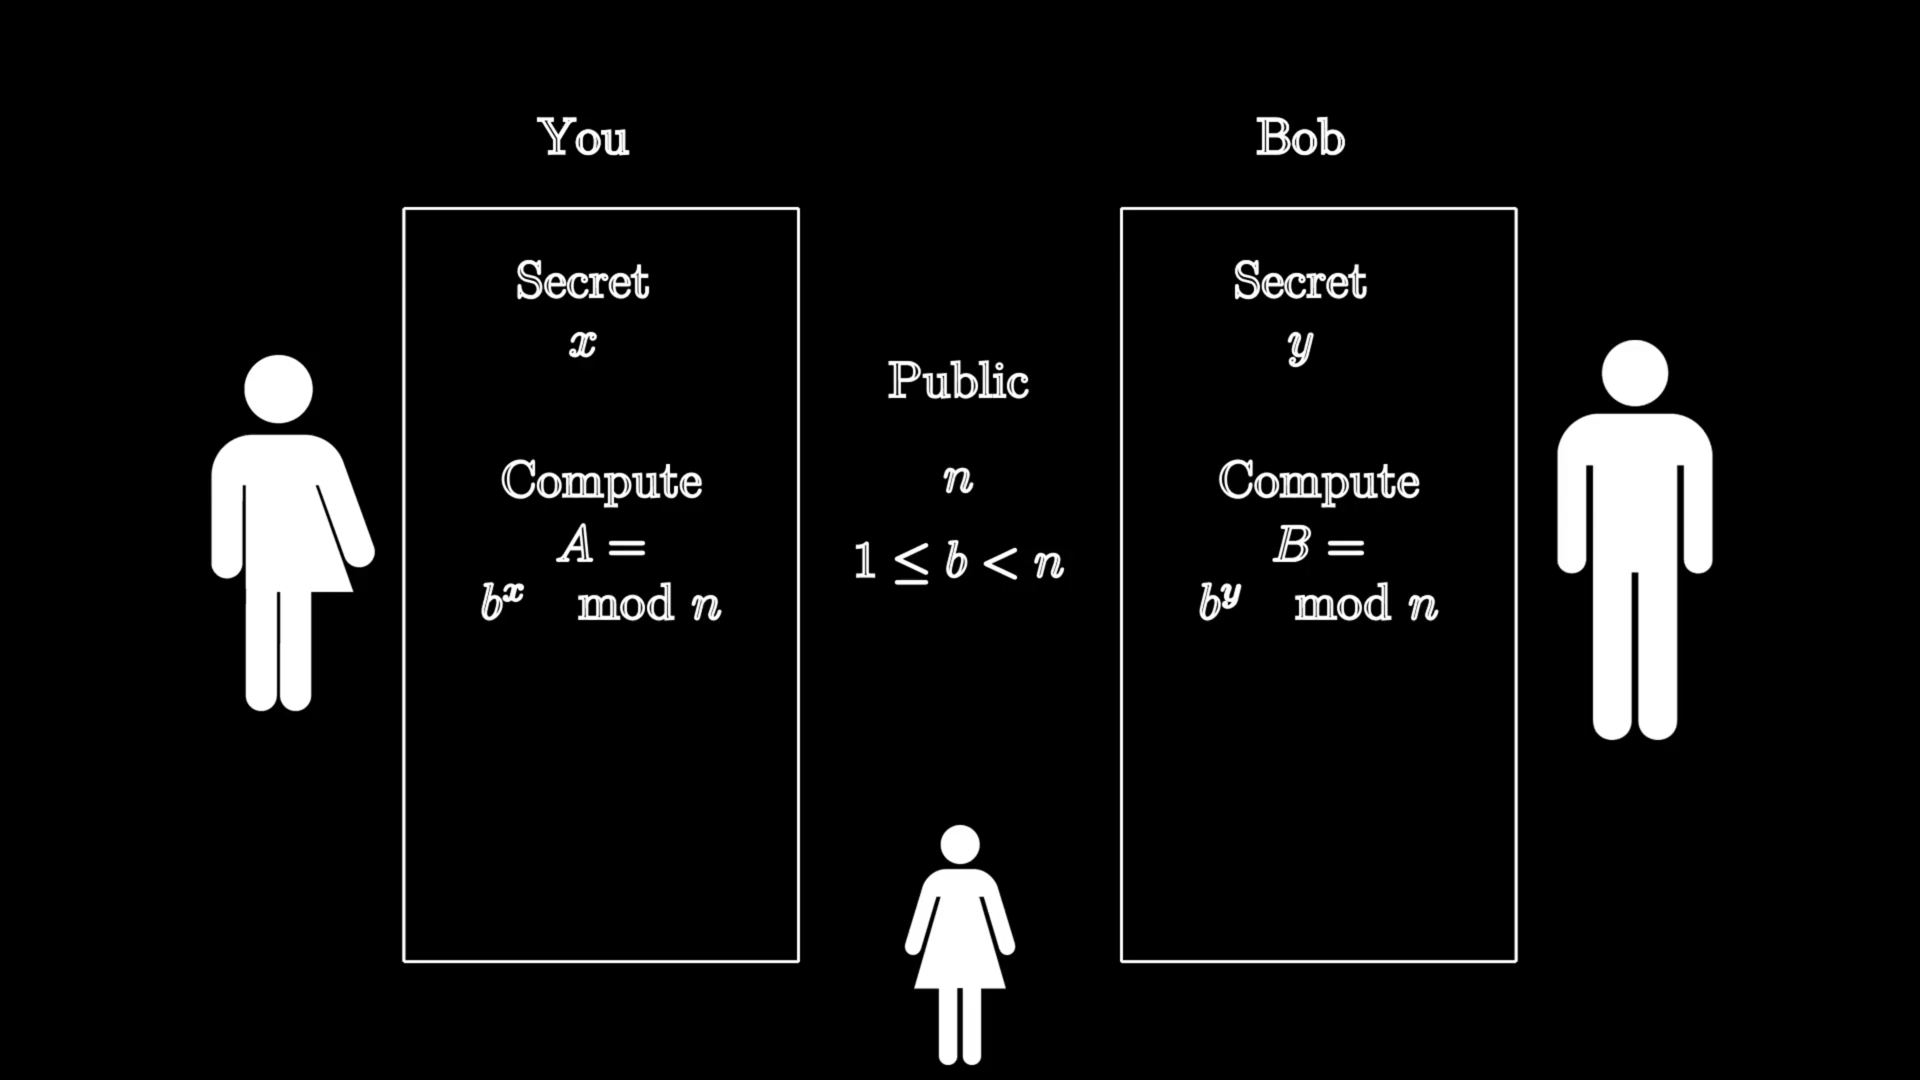 You
Secret
x
Compute
A =
b^x mod n
Public
n
1 ≤ b < n
Bob
Secret
y
Compute
B =
b^y mod n